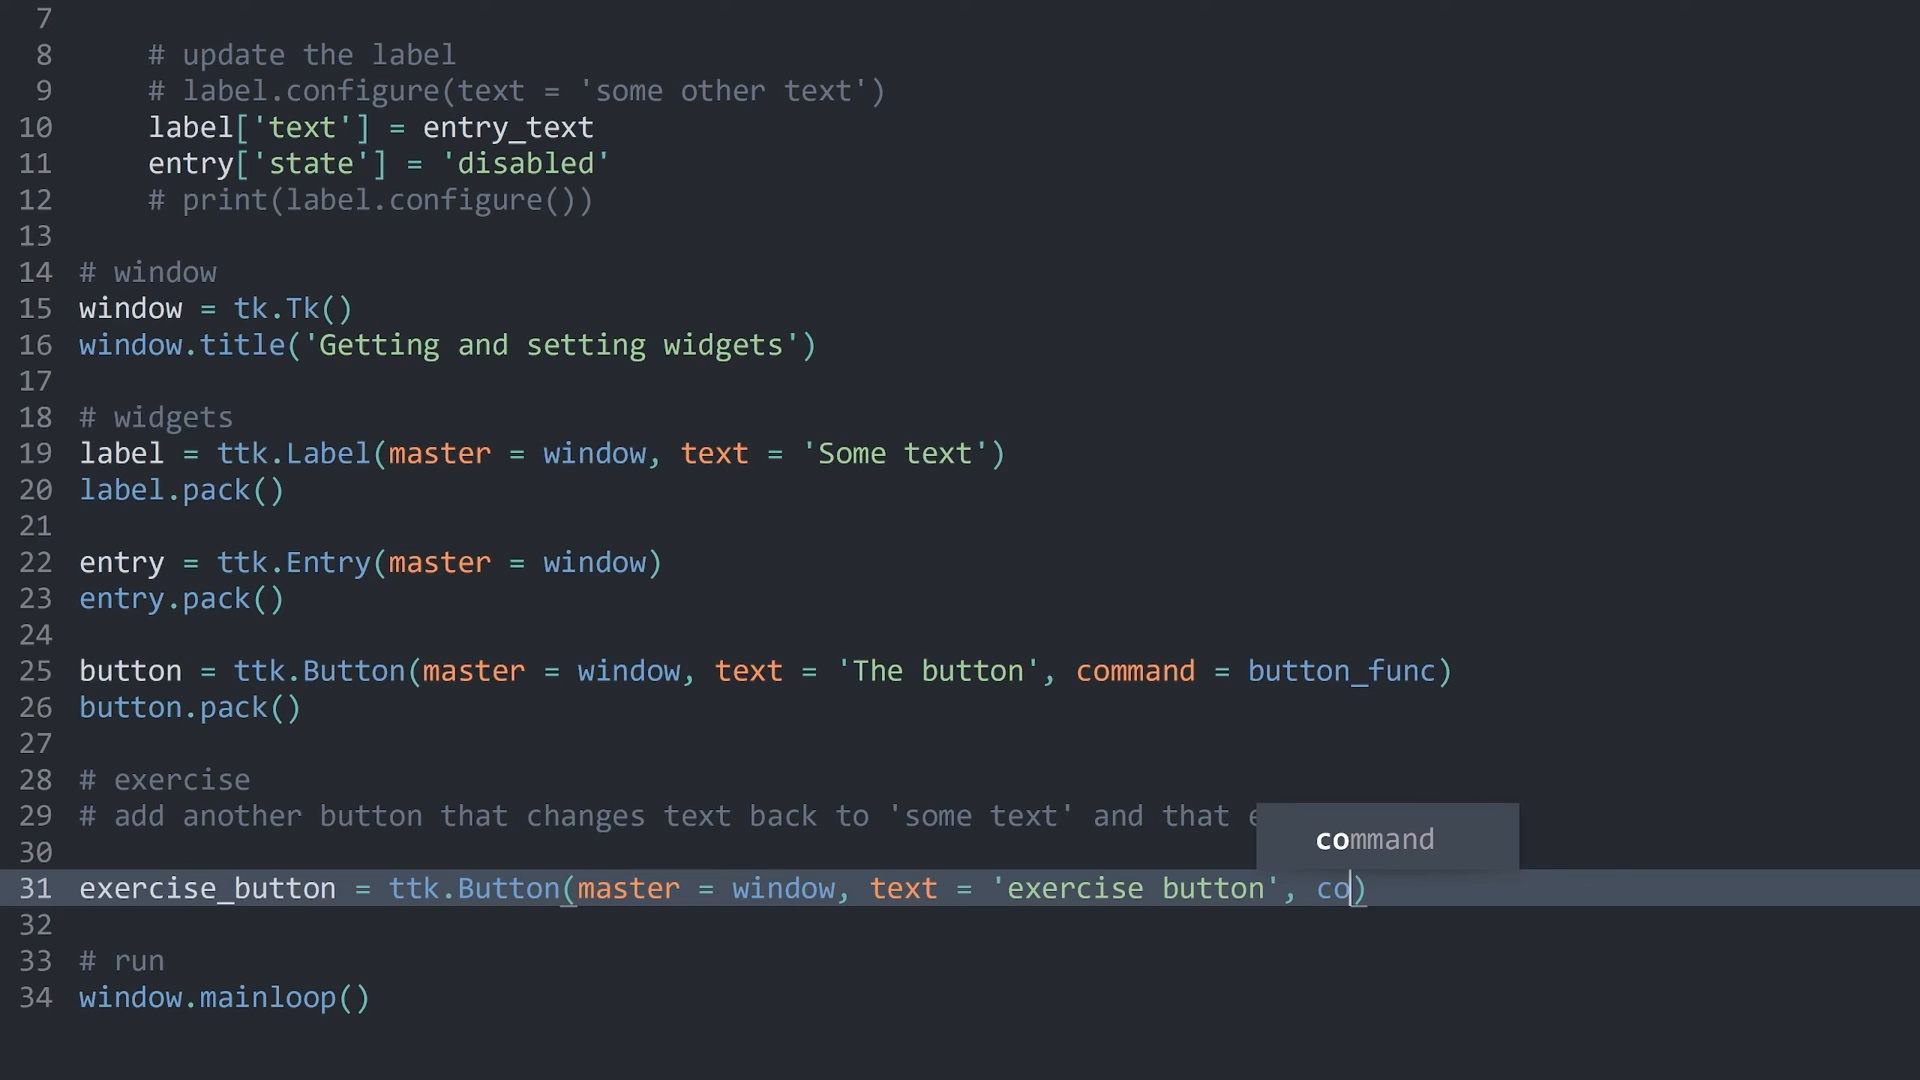 7
8 # update the label
9 # label.configure(text = 'some other text')
10 label['text'] = entry_text
11 entry['state'] = 'disabled'
12 # print(label.configure())
13
14 # window
15 window = tk.Tk()
16 window.title('Getting and setting widgets')
17
18 # widgets
19 label = ttk.Label(master = window, text = 'Some text')
20 label.pack()
21
22 entry = ttk.Entry(master = window)
23 entry.pack()
24
25 button = ttk.Button(master = window, text = 'The button', command = button_func)
26 button.pack()
27
28 # exercise
29 # add another button that changes text back to 'some text' and that
command
30
31 exercise_button = ttk.Button(master = window, text = 'exercise button', co)
32
33 # run
34 window.mainloop()